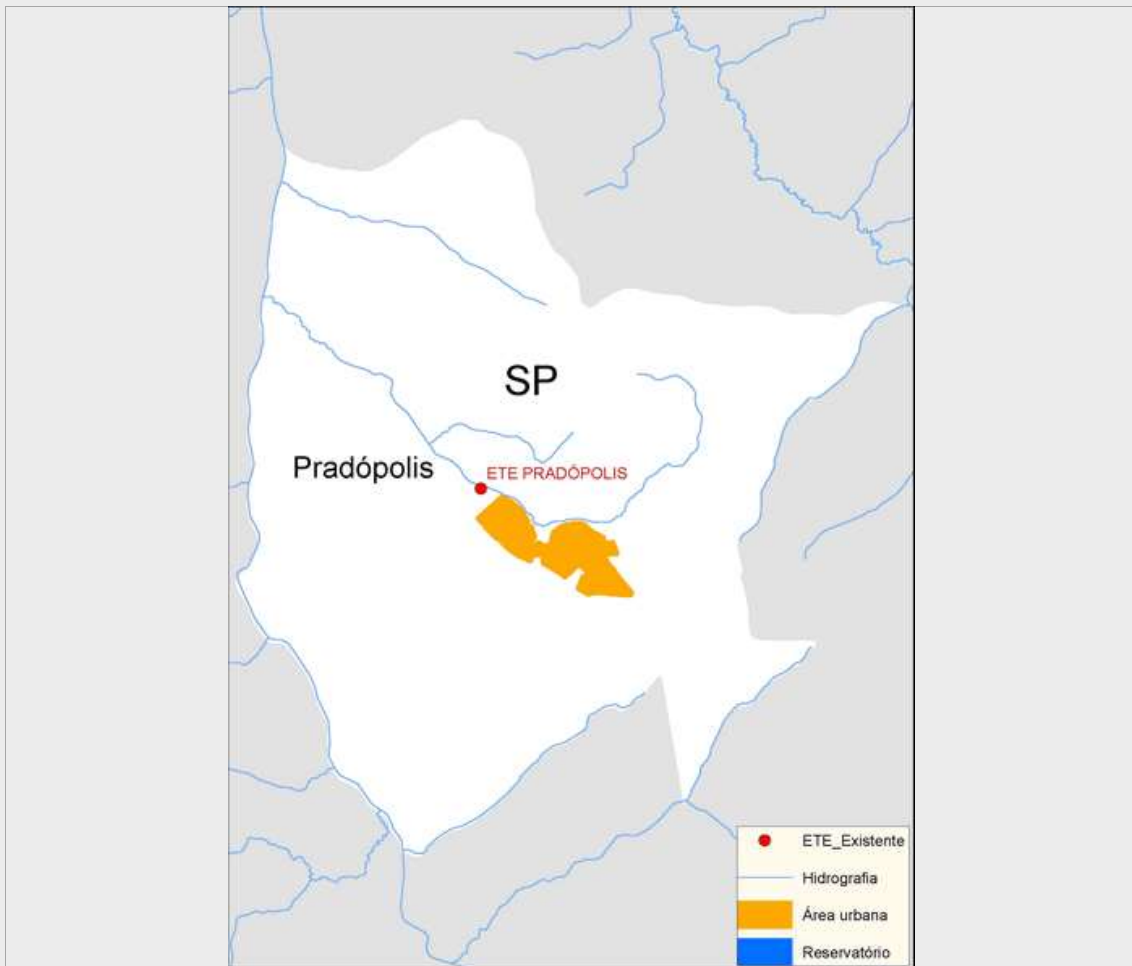 SP
Pradópolis
ETE PRADÓPOLIS
ETE_Existente
Hidrografia
Área urbana
Reservatório